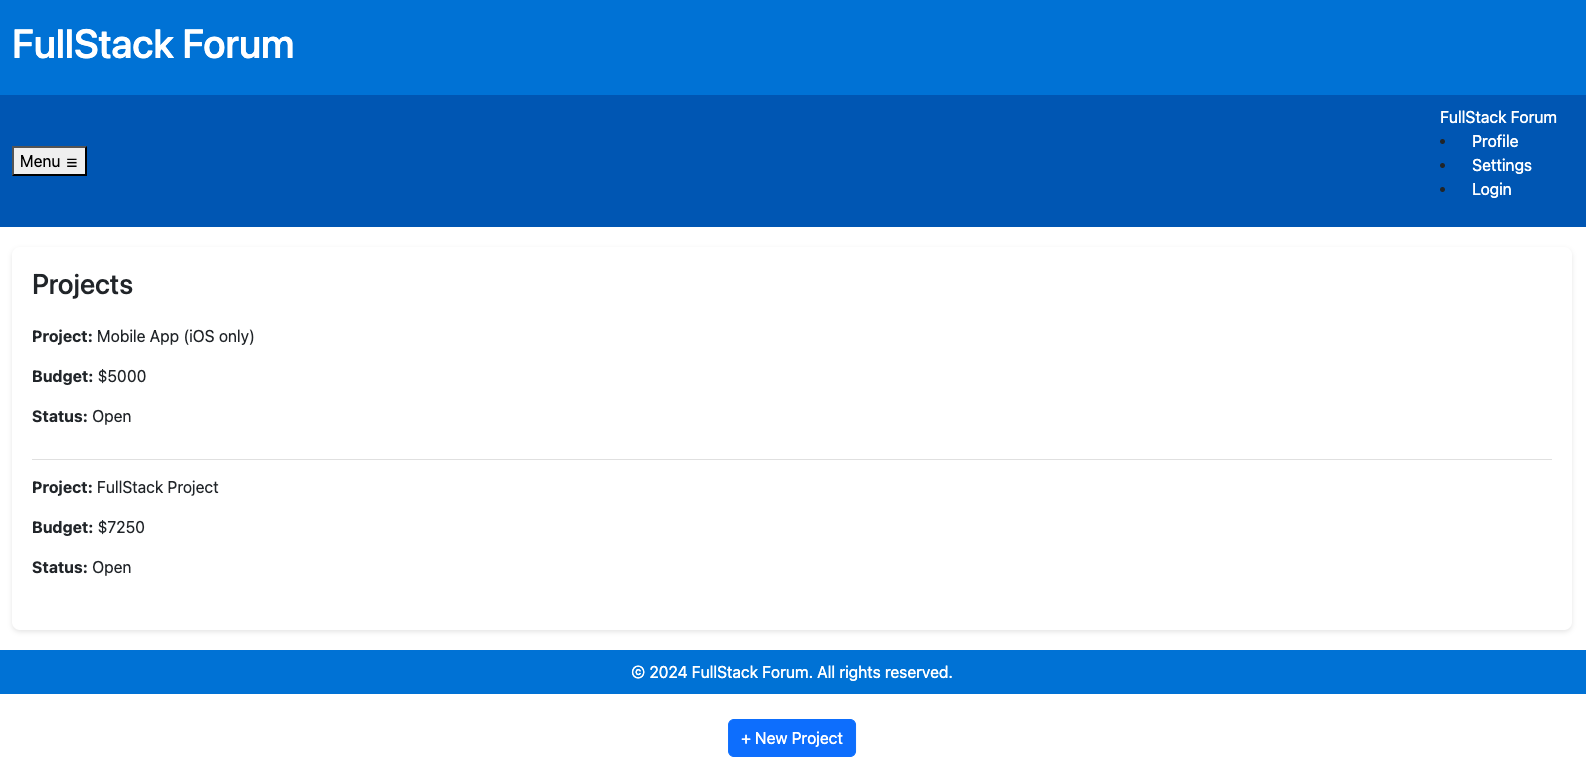 FullStack Forum
Menu ≡
FullStack Forum
• Profile
• Settings
• Login
Projects
Project: Mobile App (iOS only)
Budget: $5000
Status: Open
Project: FullStack Project
Budget: $7250
Status: Open
© 2024 FullStack Forum. All rights reserved.
+ New Project